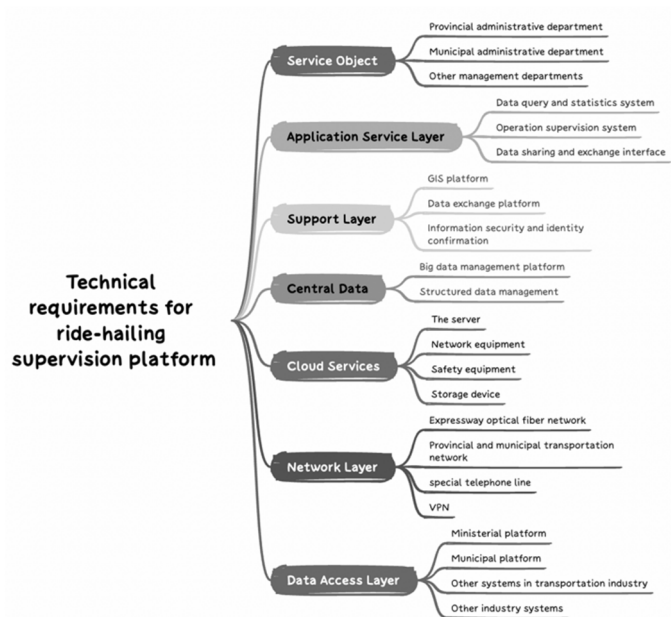 Technical
requirements for
ride-hailing
supervision platform
Service Object
Provincial administrative department
Municipal administrative department
Other management departments
Application Service Layer
Data query and statistics system
Operation supervision system
Data sharing and exchange interface
Support Layer
GIS platform
Data exchange platform
Information security and identity
confirmation
Central Data
Big data management platform
Structured data management
Cloud Services
The server
Network equipment
Safety equipment
Storage device
Network Layer
Expressway optical fiber network
Provincial and municipal transportation
network
special telephone line
VPN
Data Access Layer
Ministerial platform
Municipal platform
Other systems in transportation industry
Other industry systems